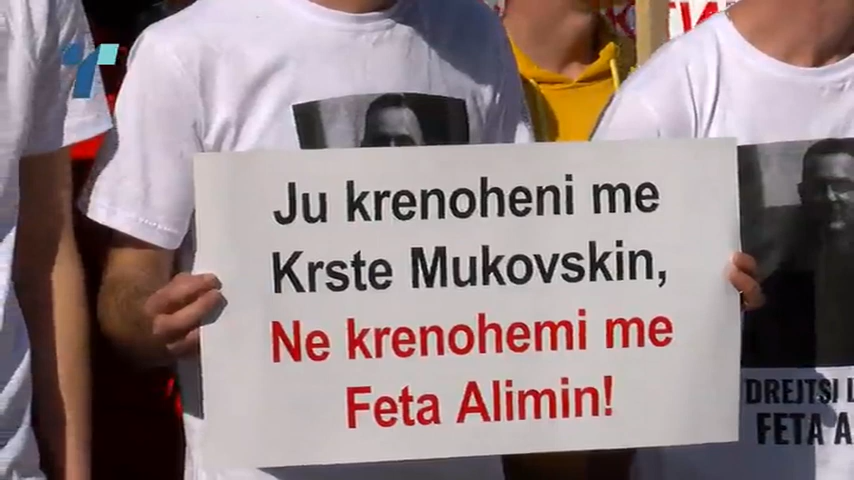 Ju krenoheni me
Krste Mukovskin,
Ne krenohemi me
Feta Alimin!
DREJTSI
FETA